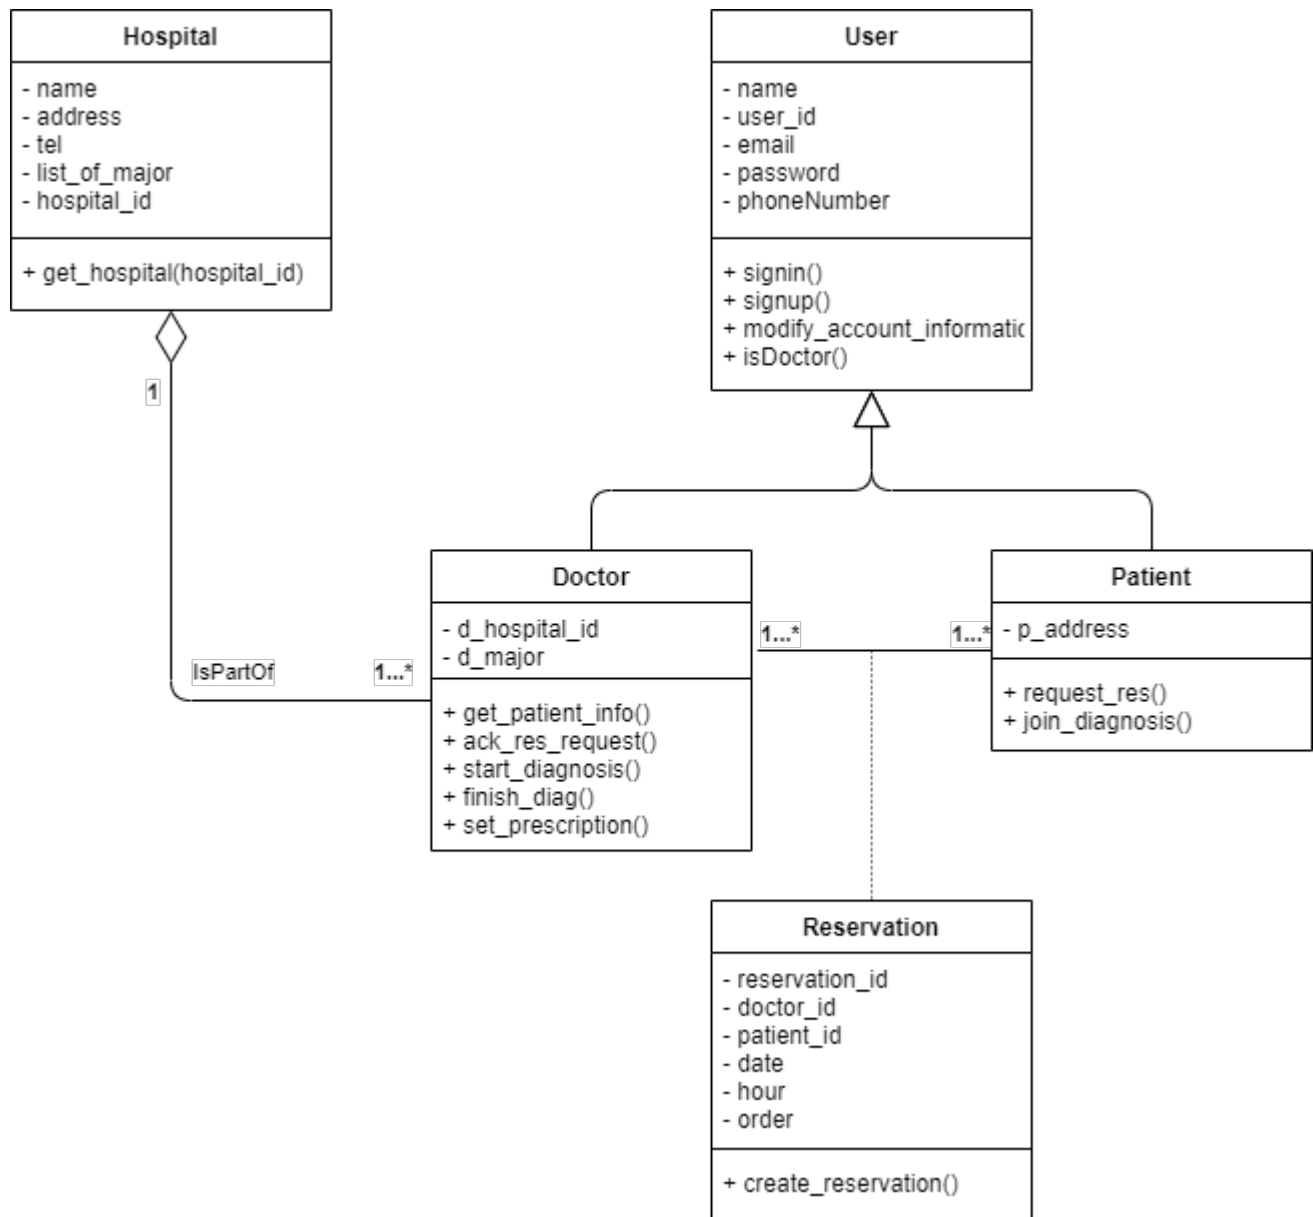 Hospital
- name
- address
- tel
- list_of_major
- hospital_id
+ get_hospital(hospital_id)
User
- name
- user_id
- email
- password
- phoneNumber
+ signin()
+ signup()
+ modify_account_informatic
+ isDoctor()
1
IsPartOf
1...*
Doctor
- d_hospital_id
- d_major
+ get_patient_info()
+ ack_res_request()
+ start_diagnosis()
+ finish_diag()
+ set_prescription()
1...*
1...*
Patient
- p_address
+ request_res()
+ join_diagnosis()
Reservation
- reservation_id
- doctor_id
- patient_id
- date
- hour
- order
+ create_reservation()